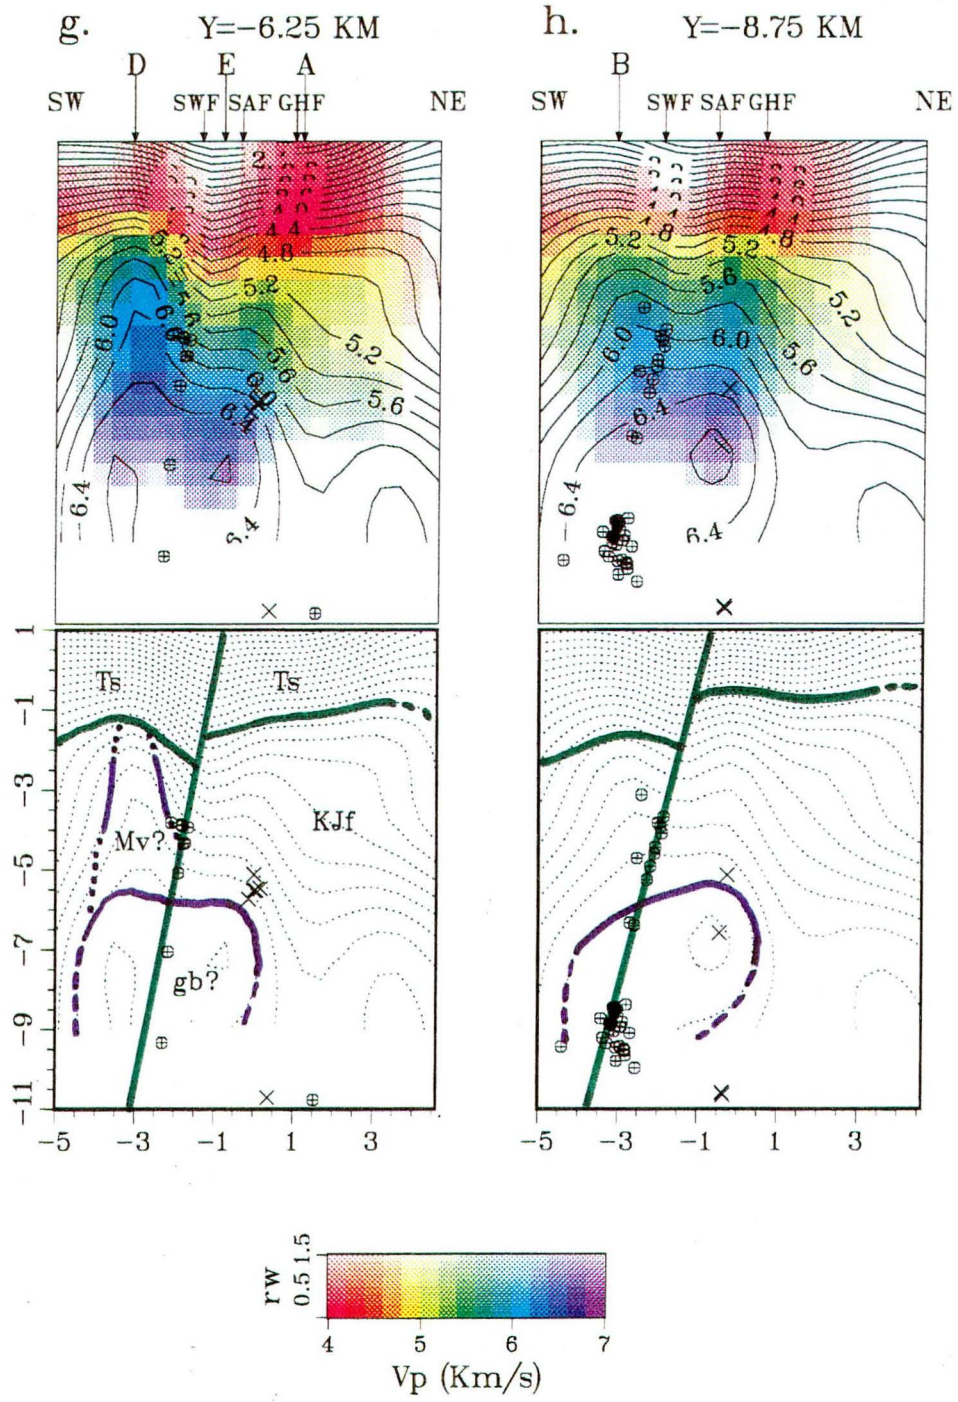 g. Y=-6.25 KM h. Y=-8.75 KM
D E A B
SW SWF SAF GHF NE SW SWF SAF GHF NE
2
4.4
4.8 4.8
5.2 5.2 5.2
5.6
5.2 5.2
6.0 6.0 6.0
5.6 5.6
5.2
6.0
5.6
6.4 6.4
6.4 6.4
6.4 6.4
1
Ts Ts
-1
-3
KJf
Mv?
-5
-7
gb?
-9
-11
-5 -3 -1 1 3 -5 -3 -1 1 3
rw
0.5 1.5
4 5 6 7
Vp (Km/s)